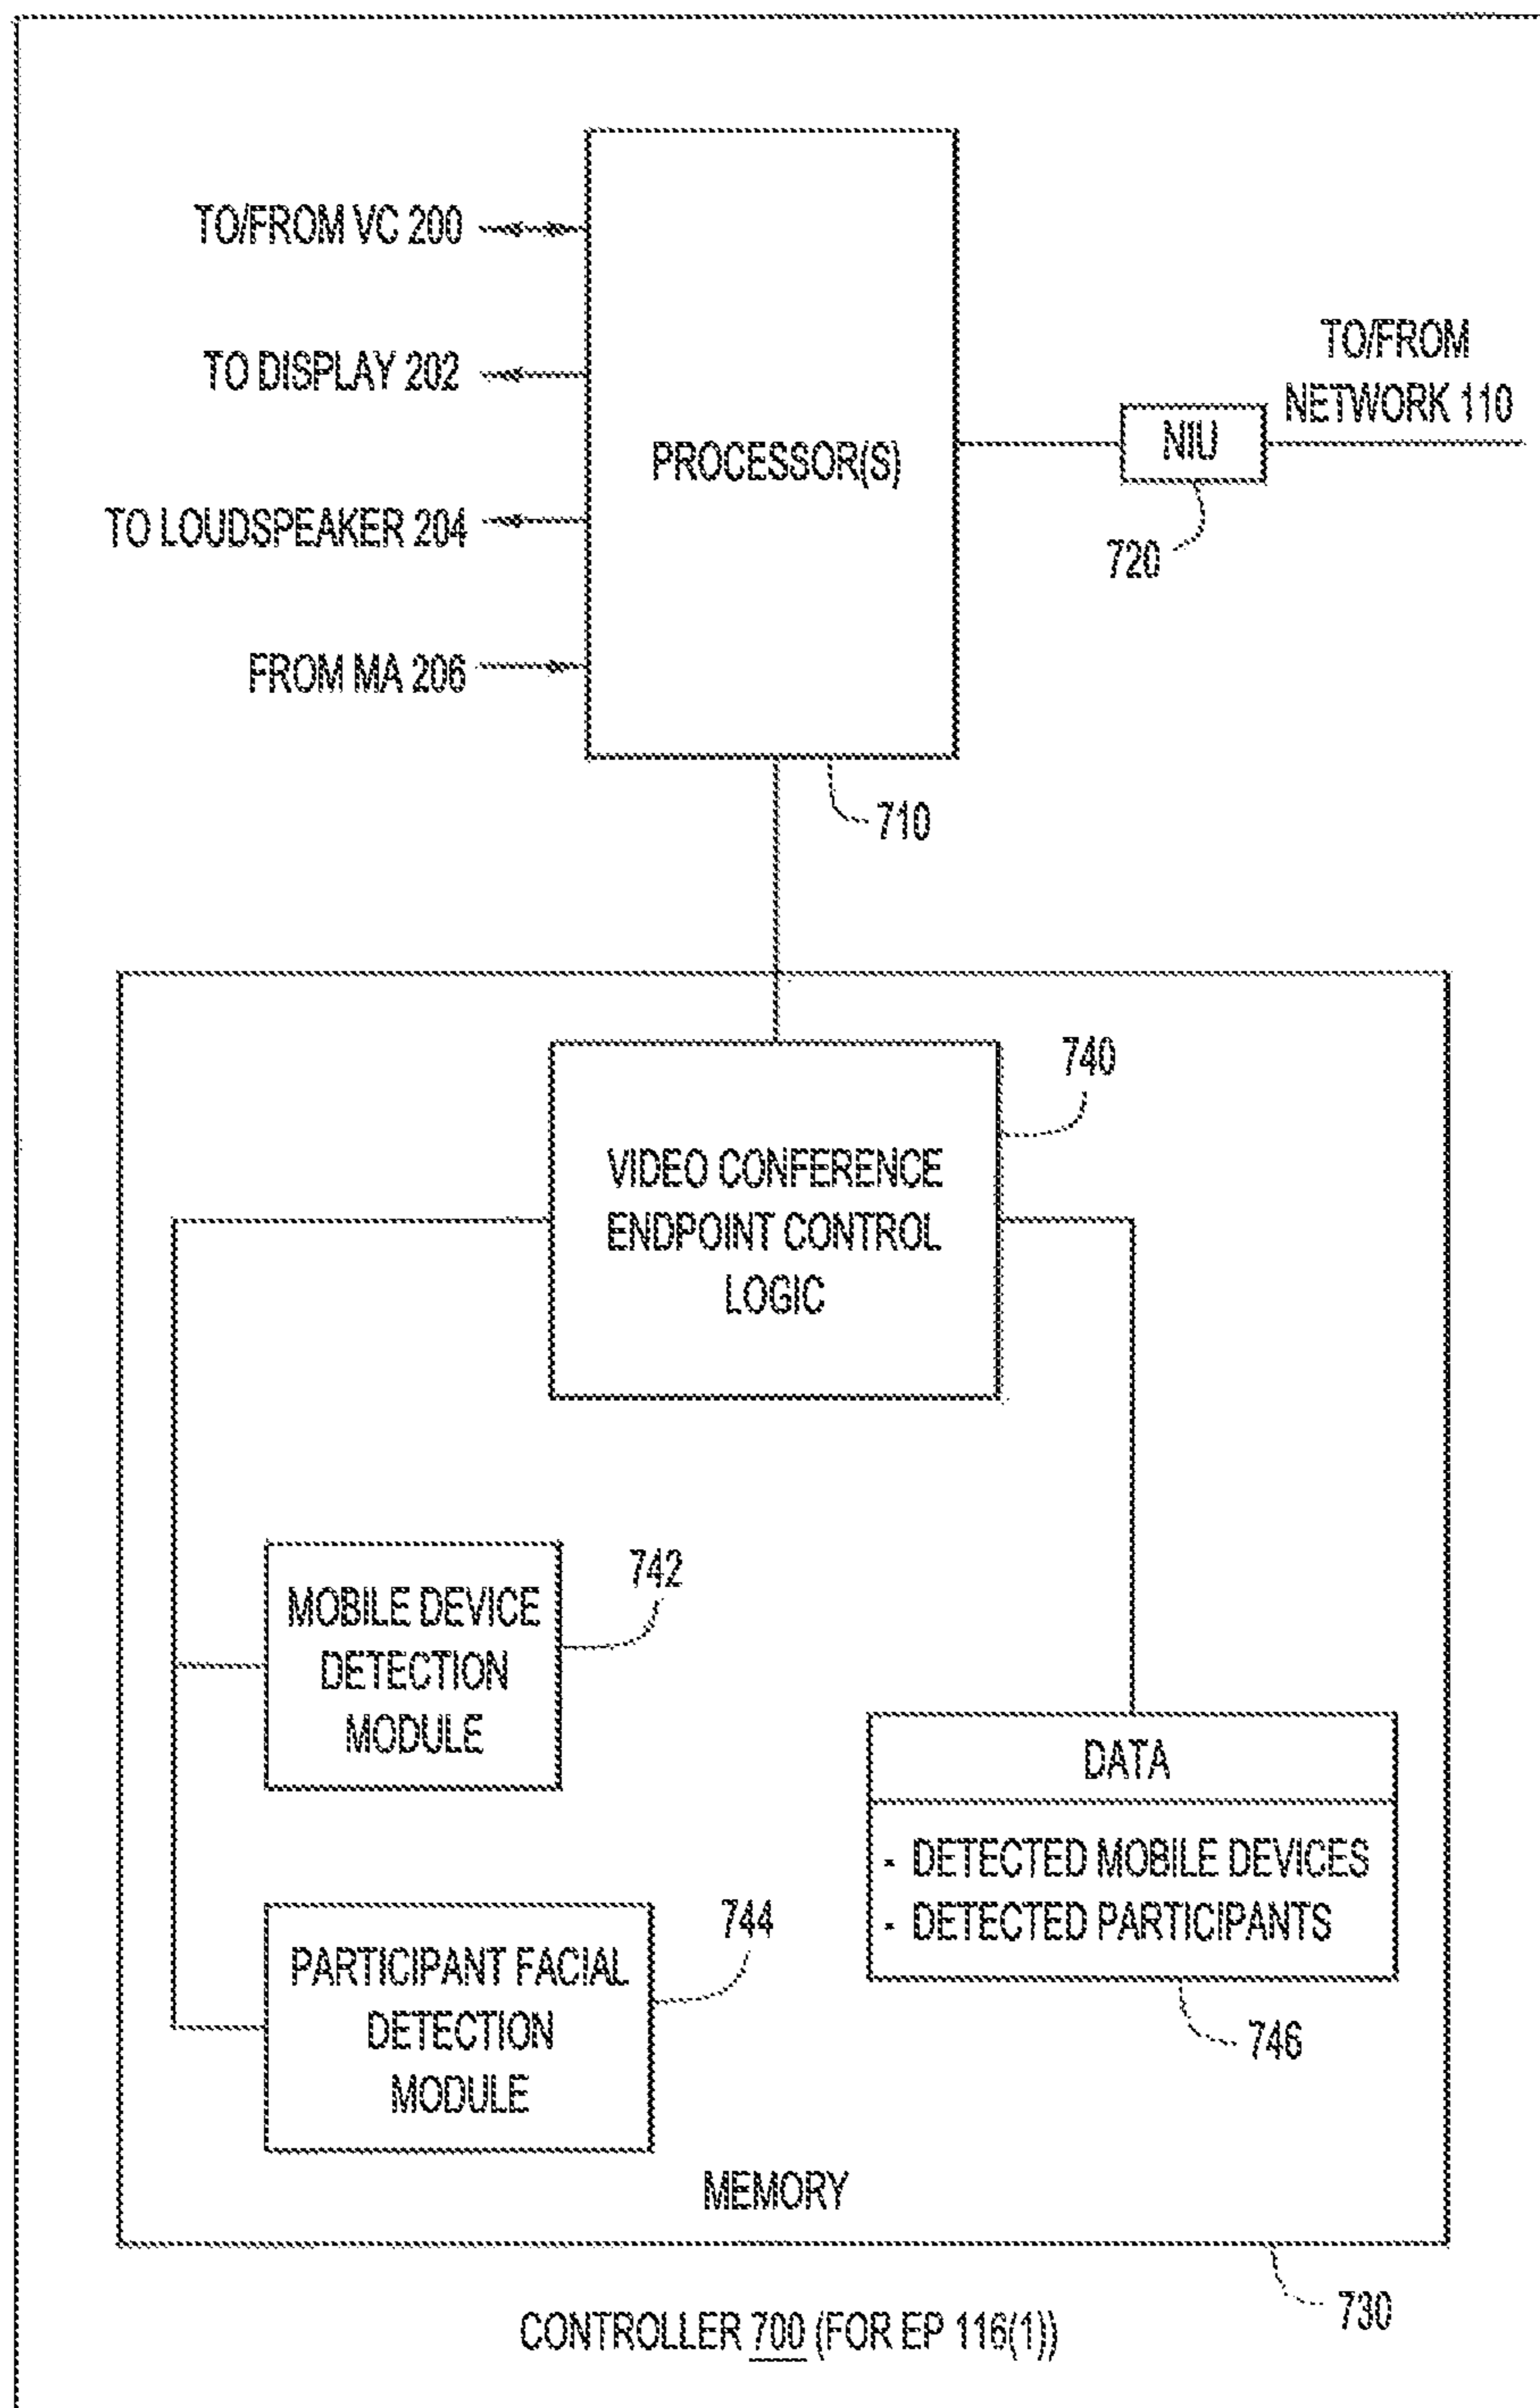 TO/FROM VC 200
TO DISPLAY 202
TO LOUDSPEAKER 204
FROM MA 206
PROCESSOR(S)
NIU
TO/FROM
NETWORK 110
720
710
740
VIDEO CONFERENCE
ENDPOINT CONTROL
LOGIC
742
MOBILE DEVICE
DETECTION
MODULE
DATA
- DETECTED MOBILE DEVICES
- DETECTED PARTICIPANTS
746
744
PARTICIPANT FACIAL
DETECTION
MODULE
MEMORY
730
CONTROLLER 700 (FOR EP 116(1))